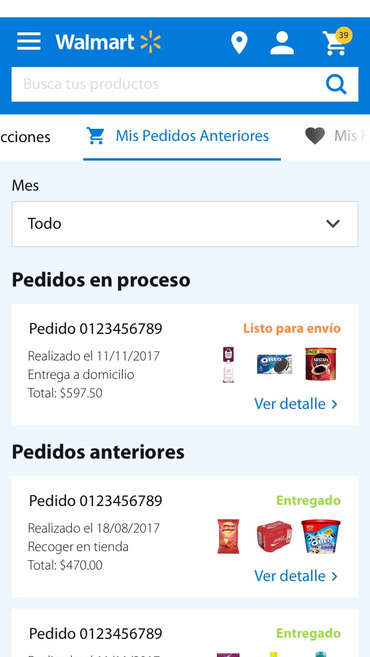 Walmart
39
Busca tus productos
cciones
Mis Pedidos Anteriores
Mis
Mes
Todo
Pedidos en proceso
Pedido 0123456789
Listo para envío
Realizado el 11/11/2017
Entrega a domicilio
Total: $597.50
OREO
NESCAFÉ
Ver detalle
Pedidos anteriores
Pedido 0123456789
Entregado
Realizado el 18/08/2017
Recoger en tienda
Total: $470.00
OREO
Ver detalle
Pedido 0123456789
Entregado